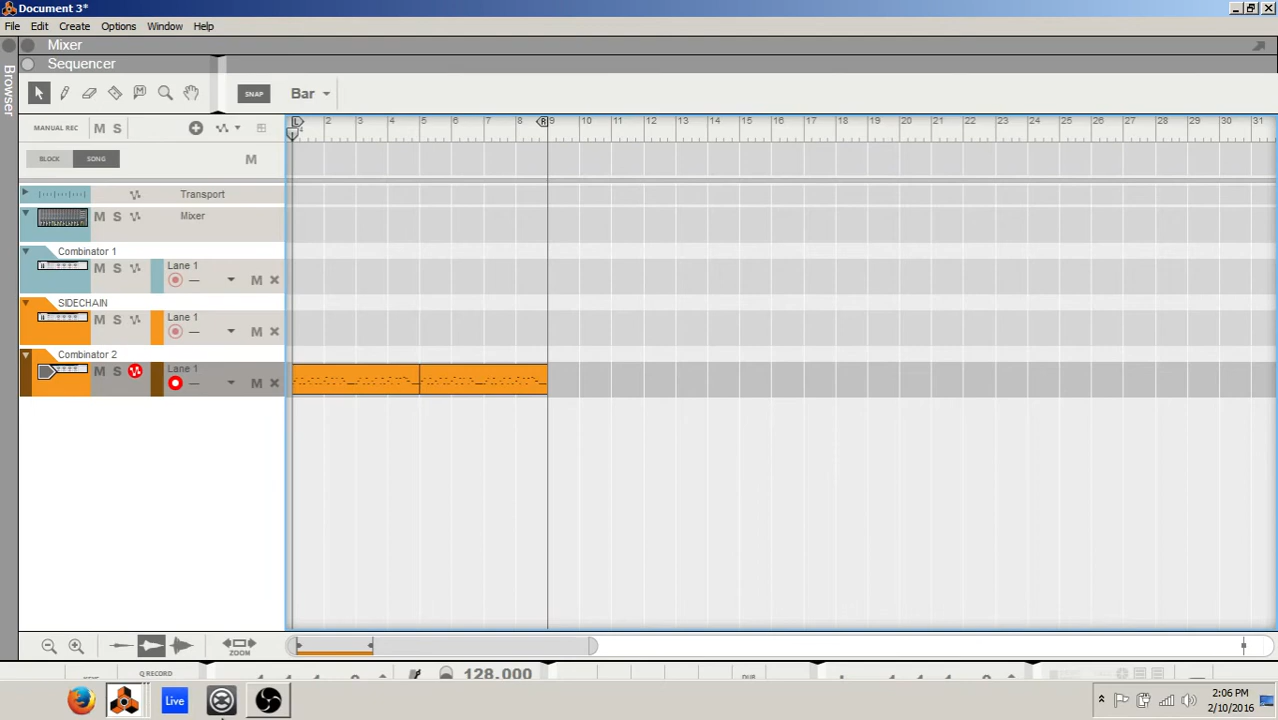 Document 3*
File Edit Create Options Window Help
Browser
Mixer
Sequencer
SNAP Bar
MANUAL REC M S
L 2 3 4 5 6 7 8 R 9 10 11 12 13 14 15 16 17 18 19 20 21 22 23 24 25 26 27 28 29 30 31
BLOCK SONG M
Transport
M S Mixer
Combinator 1
M S Lane 1
— M ×
SIDECHAIN
M S Lane 1
— M ×
Combinator 2
M S Lane 1
— M ×
ZOOM
Q RECORD
128.000
Live
2:06 PM
2/10/2016